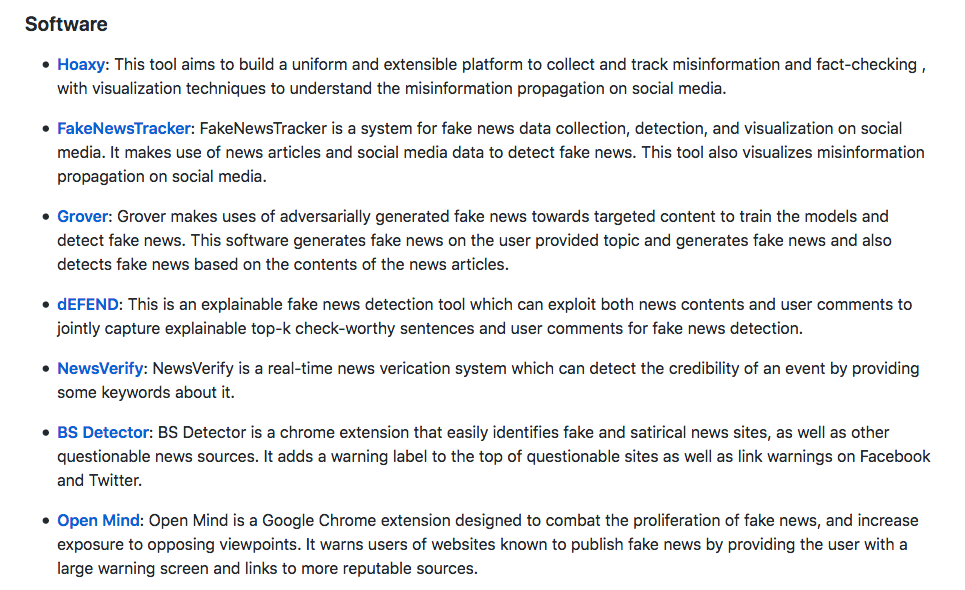 Software
• Hoaxy: This tool aims to build a uniform and extensible platform to collect and track misinformation and fact-checking ,
with visualization techniques to understand the misinformation propagation on social media.
• FakeNewsTracker: FakeNewsTracker is a system for fake news data collection, detection, and visualization on social
media. It makes use of news articles and social media data to detect fake news. This tool also visualizes misinformation
propagation on social media.
• Grover: Grover makes uses of adversarially generated fake news towards targeted content to train the models and
detect fake news. This software generates fake news on the user provided topic and generates fake news and also
detects fake news based on the contents of the news articles.
• dEFEND: This is an explainable fake news detection tool which can exploit both news contents and user comments to
jointly capture explainable top-k check-worthy sentences and user comments for fake news detection.
• NewsVerify: NewsVerify is a real-time news verication system which can detect the credibility of an event by providing
some keywords about it.
• BS Detector: BS Detector is a chrome extension that easily identifies fake and satirical news sites, as well as other
questionable news sources. It adds a warning label to the top of questionable sites as well as link warnings on Facebook
and Twitter.
• Open Mind: Open Mind is a Google Chrome extension designed to combat the proliferation of fake news, and increase
exposure to opposing viewpoints. It warns users of websites known to publish fake news by providing the user with a
large warning screen and links to more reputable sources.